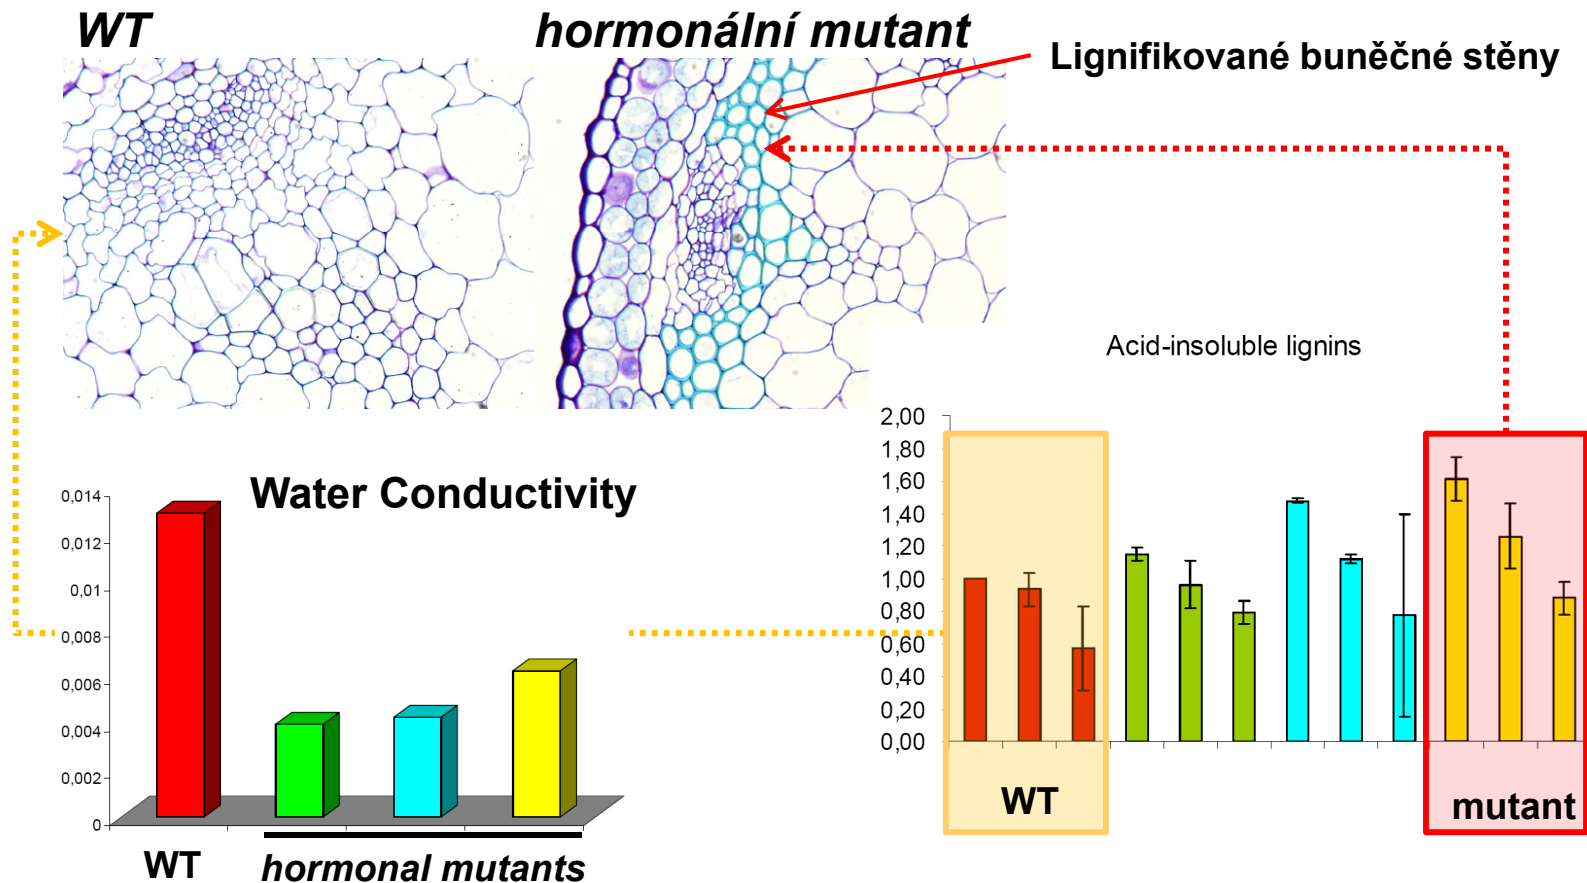 WT
hormonální mutant
Lignifikované buněčné stěny
Acid-insoluble lignins
2,00
1,80
1,60
1,40
1,20
1,00
0,80
0,60
0,40
0,20
0,00
WT
mutant
Water Conductivity
0,014
0,012
0,01
0,008
0,006
0,004
0,002
0
WT
hormonal mutants